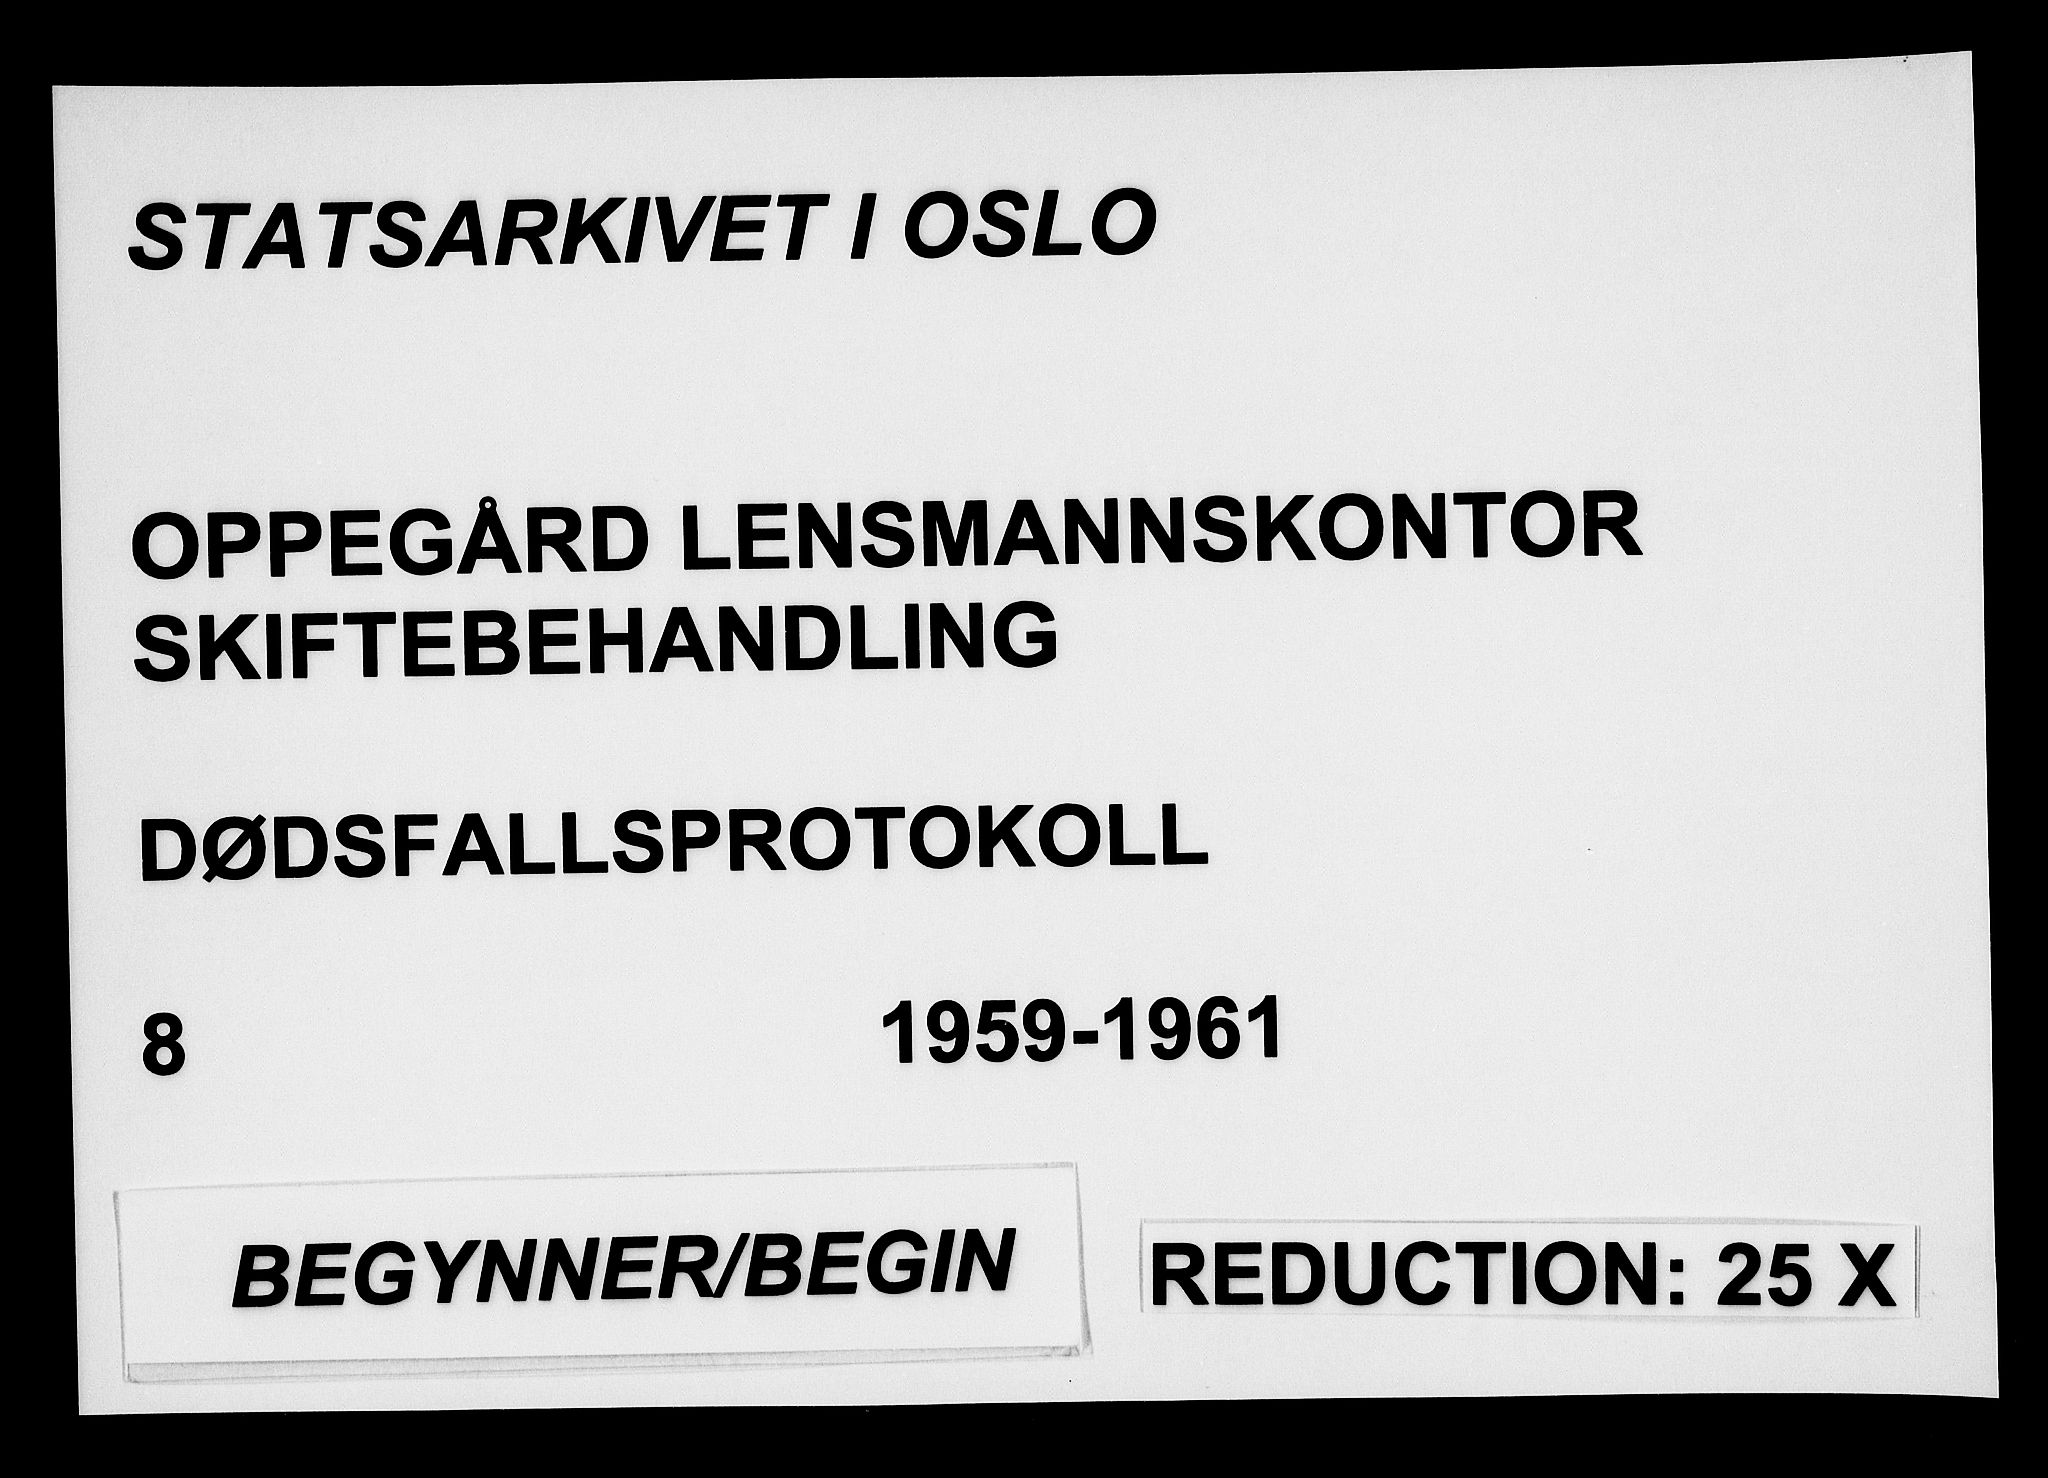 STATSARKIVET I OSLO
OPPEGÅRD LENSMANNSKONTOR
SKIFTEBEHANDLING
DØDSFALLSPROTOKOLL
8 1959-1961
BEGYNNER/BEGIN
REDUCTION: 25 X